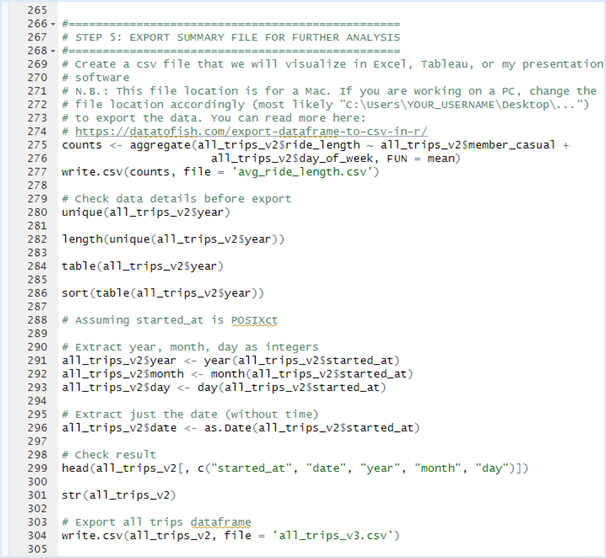 265
266 #==================================================
267 # STEP 5: EXPORT SUMMARY FILE FOR FURTHER ANALYSIS
268 #==================================================
269 # Create a csv file that we will visualize in Excel, Tableau, or my presentation
270 # software
271 # N.B.: This file location is for a Mac. If you are working on a PC, change the
272 # file location accordingly (most likely "C:\Users\YOUR_USERNAME\Desktop\...")
273 # to export the data. You can read more here:
274 # https://datatofish.com/export-dataframe-to-csv-in-r/
275 counts <- aggregate(all_trips_v2$ride_length ~ all_trips_v2$member_casual +
276 all_trips_v2$day_of_week, FUN = mean)
277 write.csv(counts, file = 'avg_ride_length.csv')
278
279 # Check data details before export
280 unique(all_trips_v2$year)
281
282 length(unique(all_trips_v2$year))
283
284 table(all_trips_v2$year)
285
286 sort(table(all_trips_v2$year))
287
288 # Assuming started_at is POSIXct
289
290 # Extract year, month, day as integers
291 all_trips_v2$year <- year(all_trips_v2$started_at)
292 all_trips_v2$month <- month(all_trips_v2$started_at)
293 all_trips_v2$day <- day(all_trips_v2$started_at)
294
295 # Extract just the date (without time)
296 all_trips_v2$date <- as.Date(all_trips_v2$started_at)
297
298 # Check result
299 head(all_trips_v2[, c("started_at", "date", "year", "month", "day")])
300
301 str(all_trips_v2)
302
303 # Export all trips dataframe
304 write.csv(all_trips_v2, file = 'all_trips_v3.csv')
305